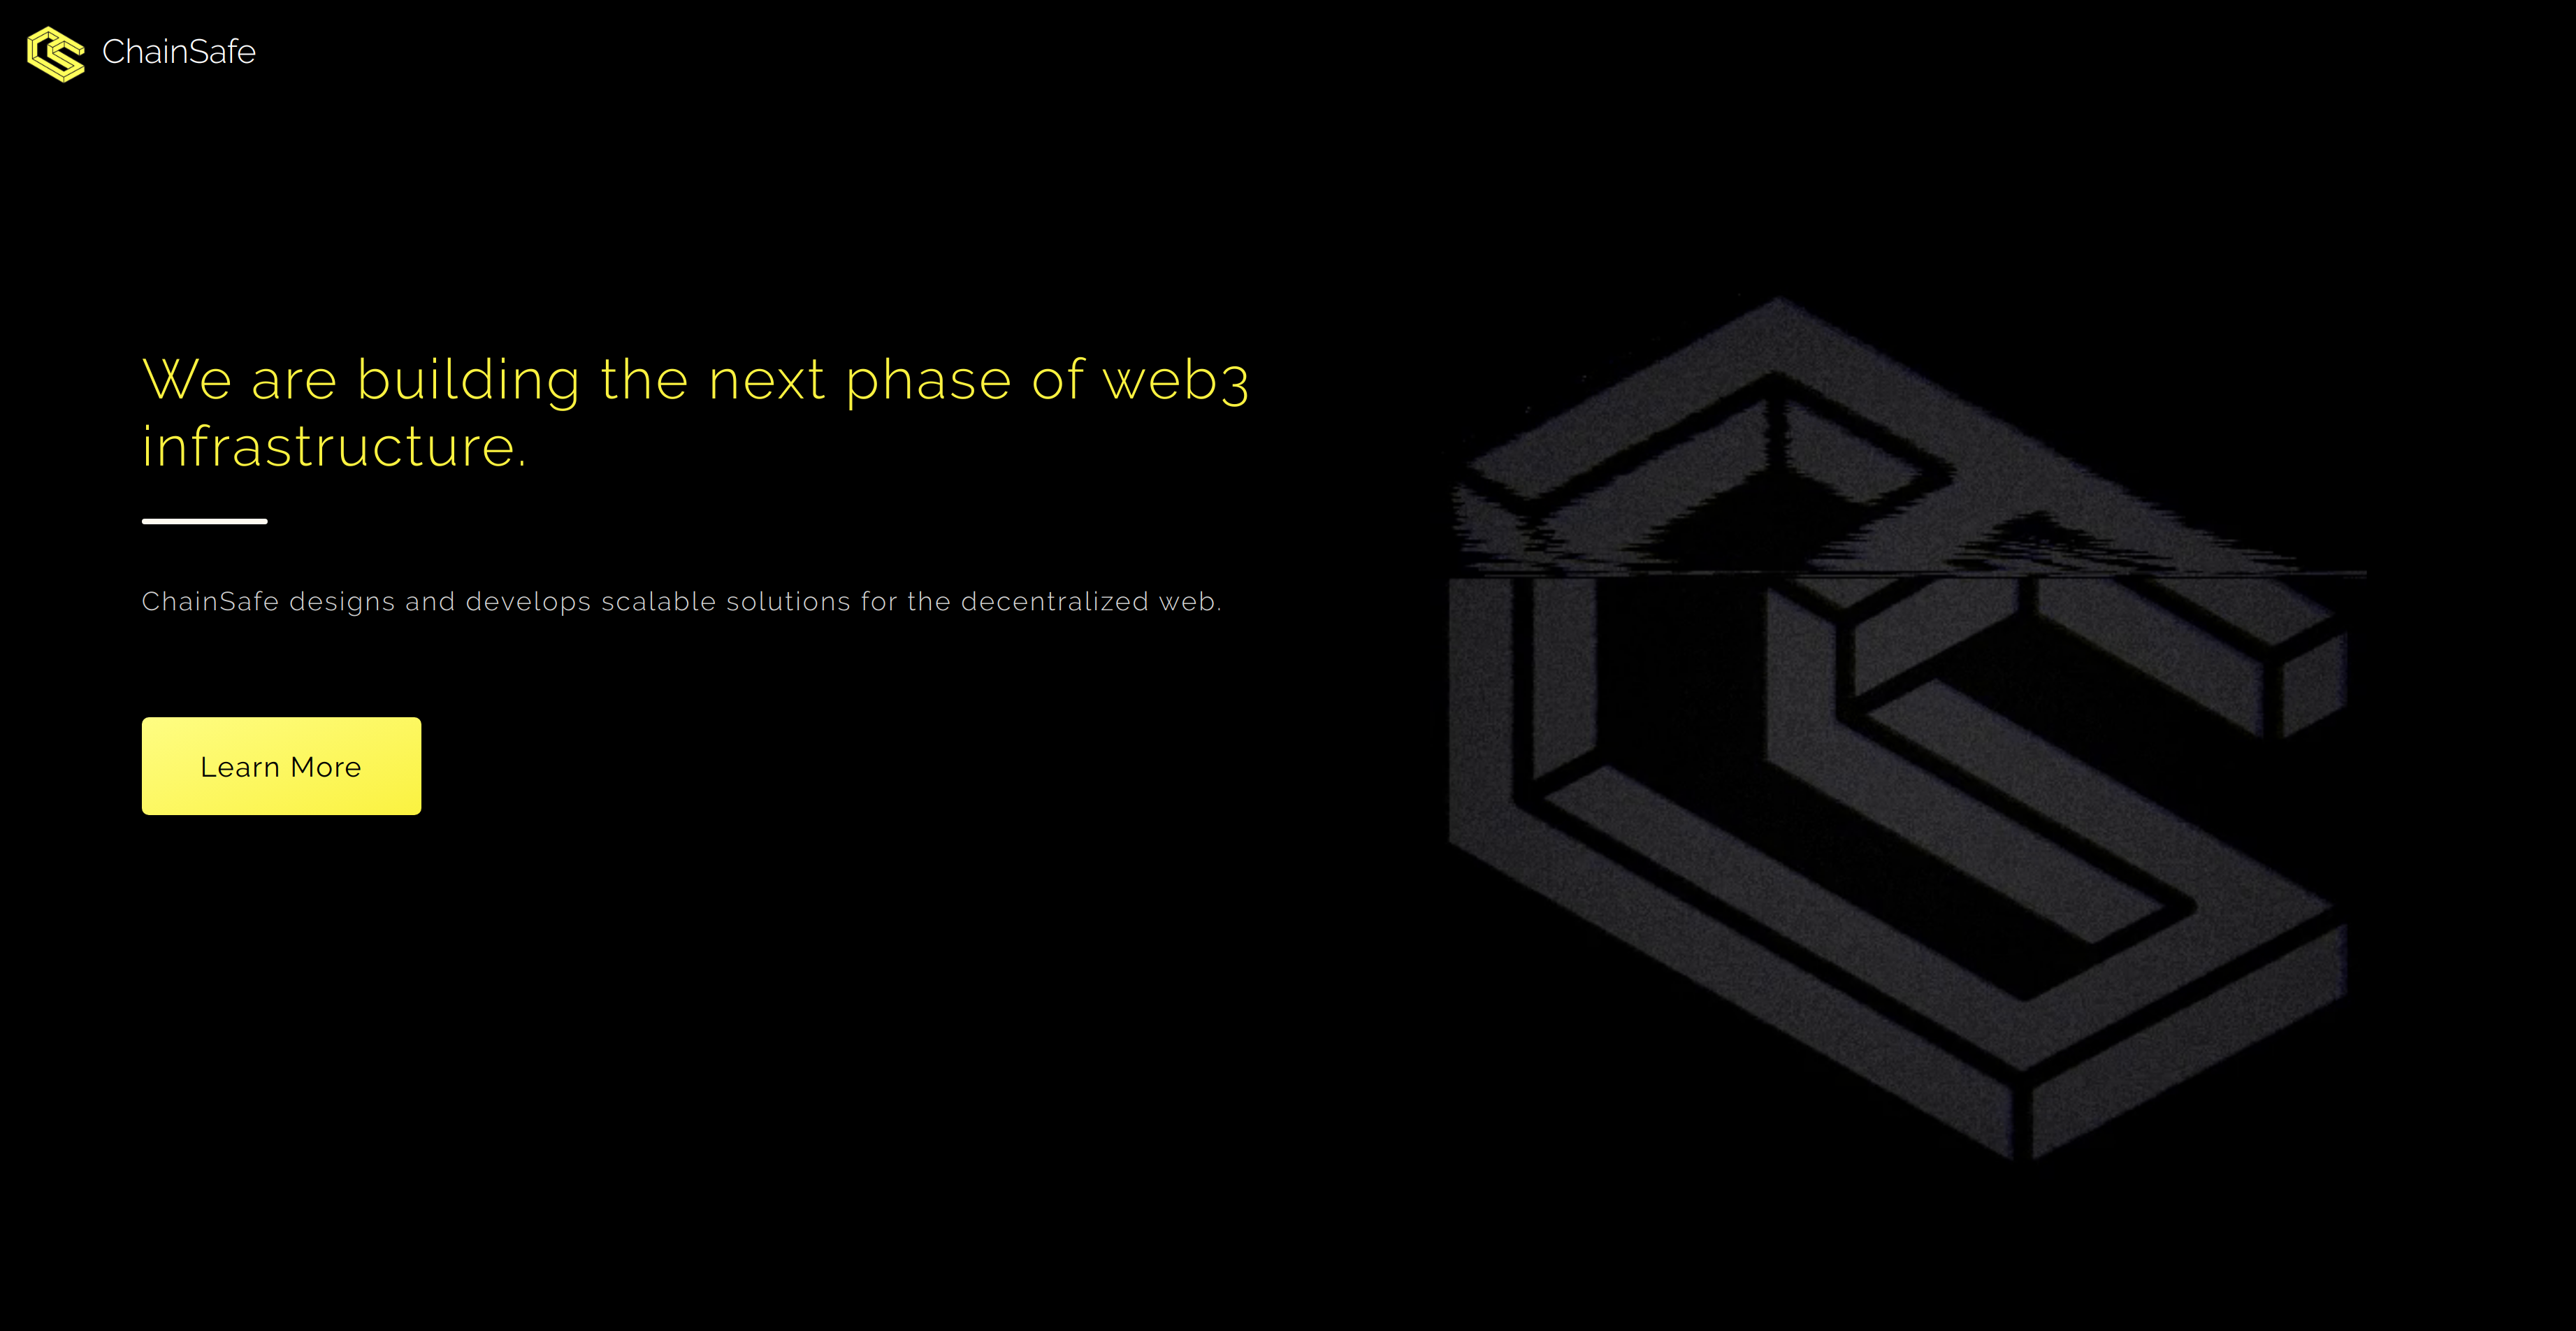 ChainSafe
We are building the next phase of web3
infrastructure.
ChainSafe designs and develops scalable solutions for the decentralized web.
Learn More